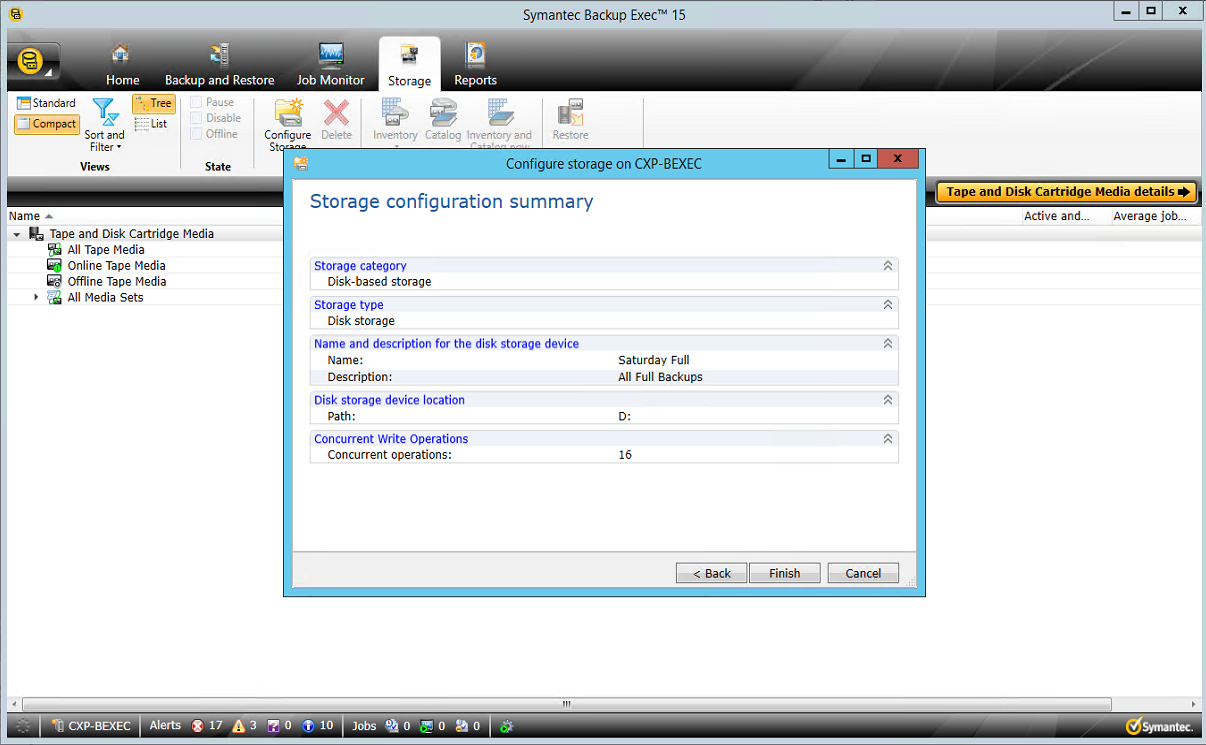 Symantec Backup Exec™ 15
Home
Backup and Restore
Job Monitor
Storage
Reports
Standard
Compact
Sort and
Filter
Tree
List
Views
Pause
Disable
Offline
State
Configure
Storage
Delete
Inventory
Catalog
Inventory and
Catalog now
Restore
Configure storage on CXP-BEXEC
Tape and Disk Cartridge Media details
Name
Active and...
Average job...
Tape and Disk Cartridge Media
All Tape Media
Online Tape Media
Offline Tape Media
All Media Sets
Storage configuration summary
Storage category
Disk-based storage
Storage type
Disk storage
Name and description for the disk storage device
Name: Saturday Full
Description: All Full Backups
Disk storage device location
Path: D:
Concurrent Write Operations
Concurrent operations: 16
< Back
Finish
Cancel
CXP-BEXEC Alerts 17 3 0 10 Jobs 0 0 0
Symantec.